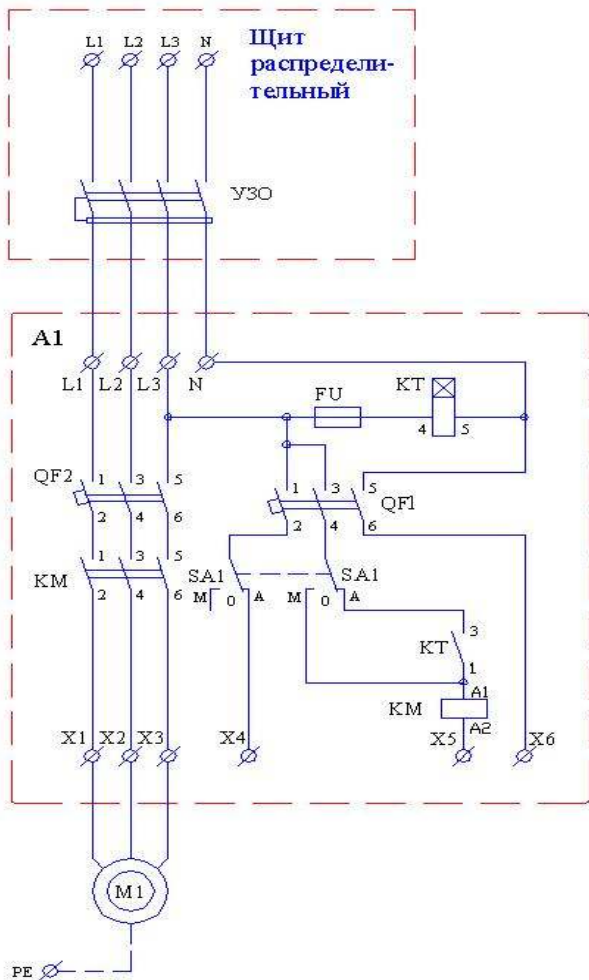 L1 L2 L3 N
Щит
распредели-
тельный
УЗО
A1
L1 L2 L3 N
FU KT
4 5
QF2 1 3 5
2 4 6
1 3 5 QF1
2 4 6
KM 1 3 5
2 4 6
SA1 SA1
M 0 A M 0 A
KT 3
1
KM A1
A2
X1 X2 X3 X4 X5 X6
M1
PE